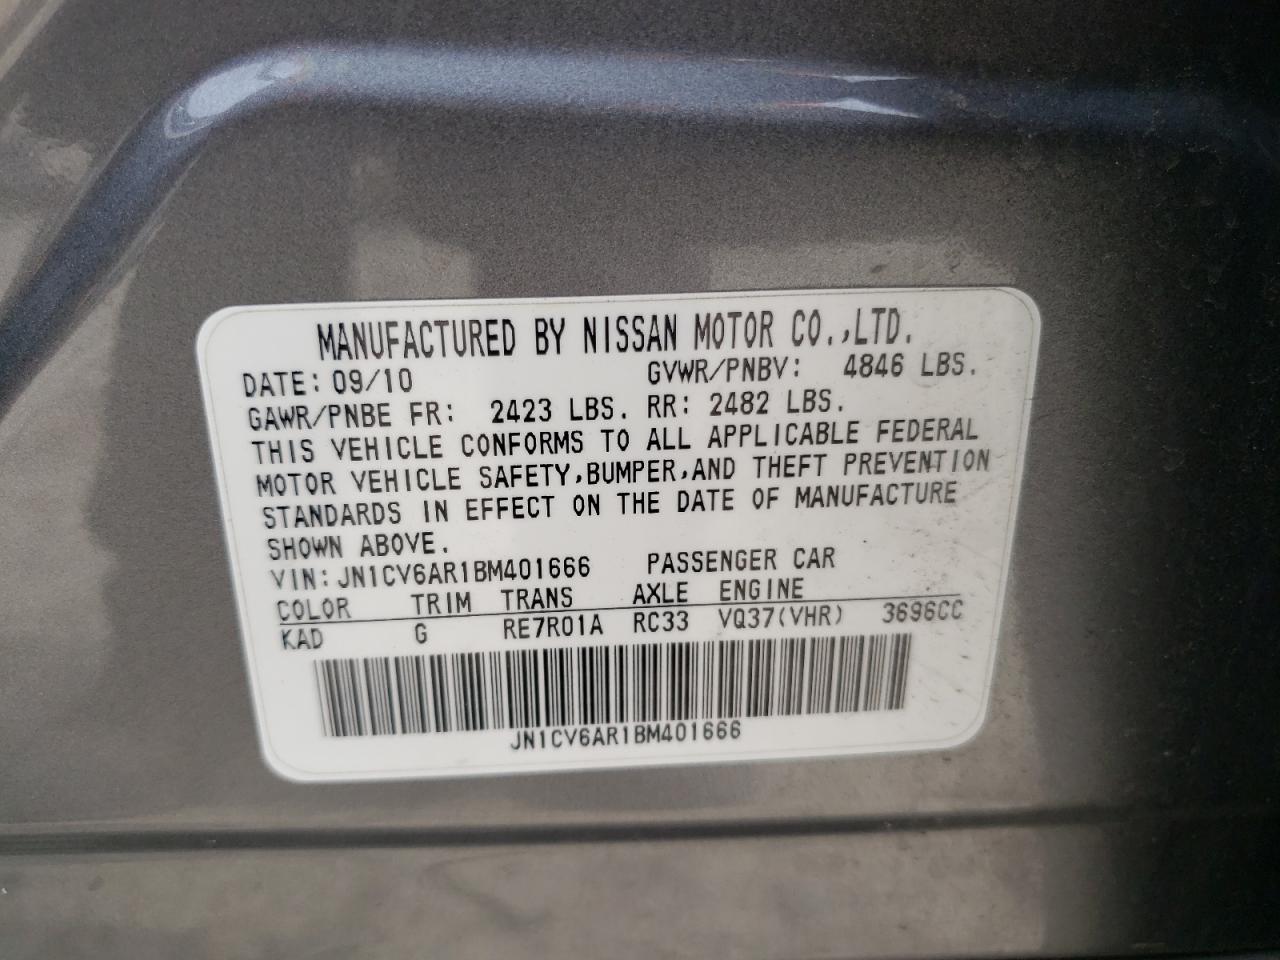 MANUFACTURED BY NISSAN MOTOR CO.,LTD.
DATE: 09/10 GVWR/PNBV: 4846 LBS.
GAWR/PNBE FR: 2423 LBS. RR: 2482 LBS.
THIS VEHICLE CONFORMS TO ALL APPLICABLE FEDERAL
MOTOR VEHICLE SAFETY,BUMPER,AND THEFT PREVENTION
STANDARDS IN EFFECT ON THE DATE OF MANUFACTURE
SHOWN ABOVE.
VIN: JN1CV6AR1BM401666 PASSENGER CAR
COLOR TRIM TRANS AXLE ENGINE
KAD G RE7R01A RC33 VQ37(VHR) 3696CC
JN1CV6AR1BM401666